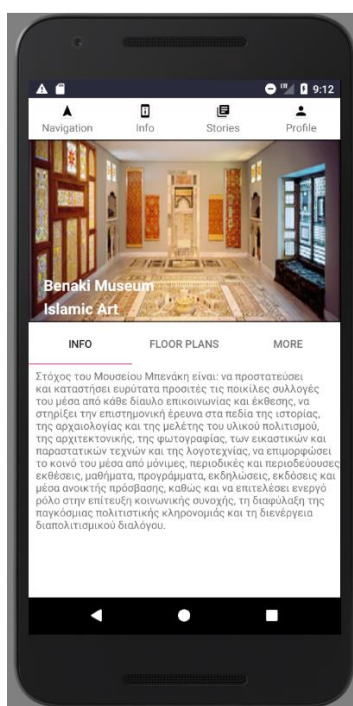 LTE 9:12
Navigation Info Stories Profile
Benaki Museum
Islamic Art
INFO FLOOR PLANS MORE
Στόχος του Μουσείου Μπενάκη είναι: να προστατεύσει
και καταστήσει ευρύτατα προσιτές τις ποικίλες συλλογές
του μέσα από κάθε δίαυλο επικοινωνίας και έκθεσης, να
στηρίξει την επιστημονική έρευνα στα πεδία της ιστορίας,
της αρχαιολογίας και της μελέτης του υλικού πολιτισμού,
της αρχιτεκτονικής, της φωτογραφίας, των εικαστικών και
παραστατικών τεχνών και της λογοτεχνίας, να επιμορφώσει
το κοινό του μέσα από μόνιμες, περιοδικές και περιοδεύουσες
εκθέσεις, μαθήματα, προγράμματα, εκδηλώσεις, εκδόσεις και
μέσα ανοικτής πρόσβασης, καθώς και να επιτελέσει ενεργό
ρόλο στην επίτευξη κοινωνικής συνοχής, τη διαφύλαξη της
παγκόσμιας πολιτιστικής κληρονομιάς και τη διενέργεια
διαπολιτισμικού διαλόγου.